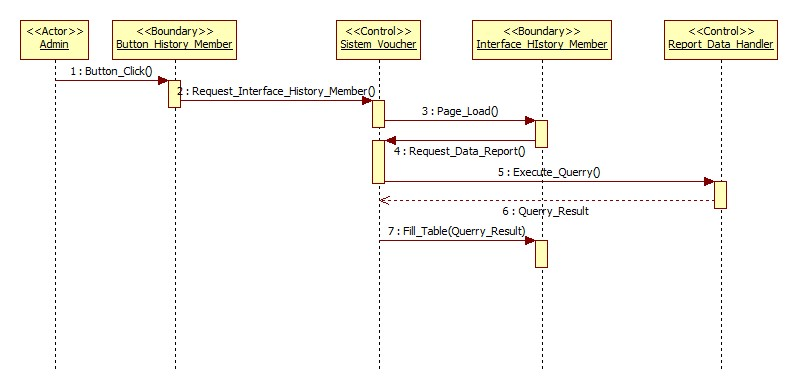 <<Actor>>
Admin
<<Boundary>>
Button_History_Member
<<Control>>
Sistem_Voucher
<<Boundary>>
Interface_HIstory_Member
<<Control>>
Report_Data_Handler
1 : Button_Click()
2 : Request_Interface_History_Member()
3 : Page_Load()
4 : Request_Data_Report()
5 : Execute_Querry()
6 : Querry_Result
7 : Fill_Table(Querry_Result)